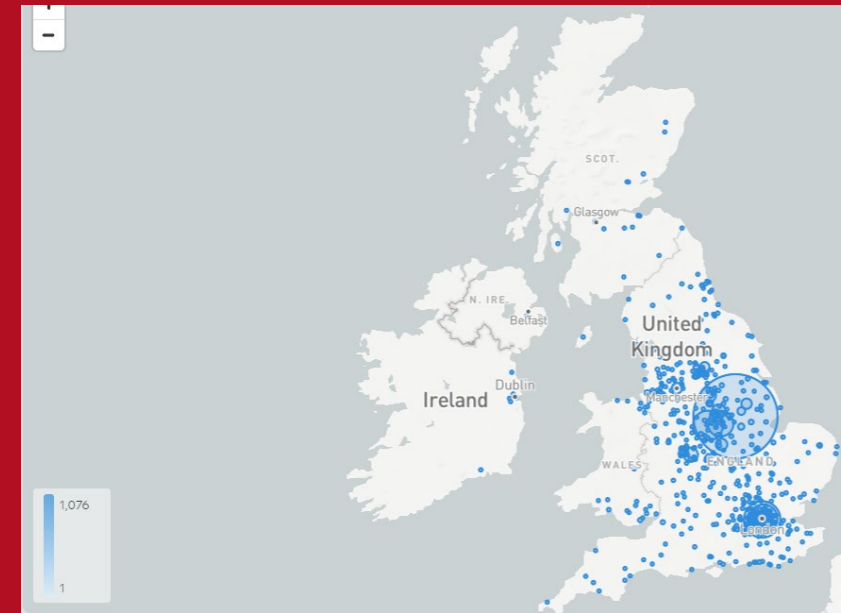 −
SCOT.
Glasgow
N. IRE.
Belfast
United
Kingdom
Dublin
Manchester
Ireland
ENGLAND
WALES
London
1,076
1